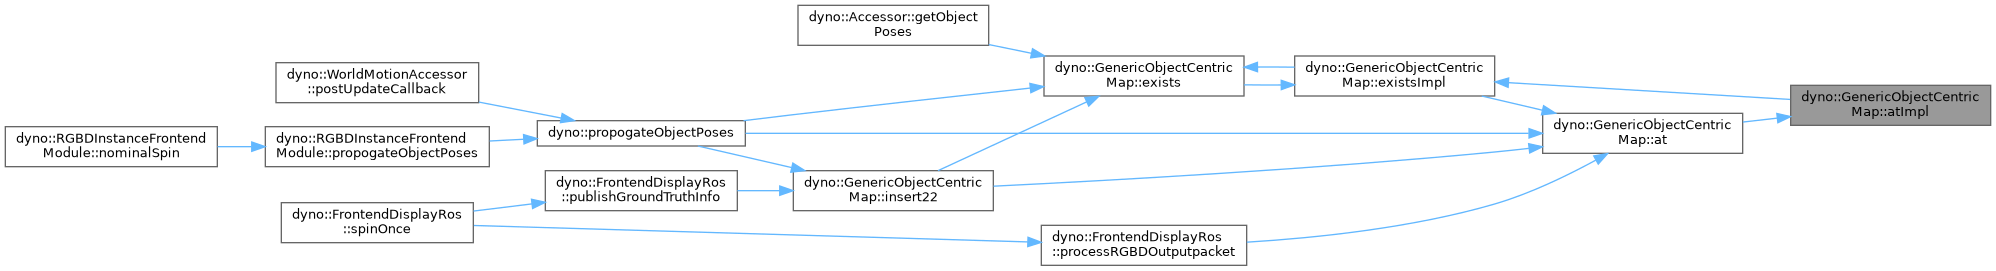 dyno::Accessor::getObject
Poses
dyno::WorldMotionAccessor
::postUpdateCallback
dyno::GenericObjectCentric
Map::exists
dyno::GenericObjectCentric
Map::existsImpl
dyno::GenericObjectCentric
Map::atImpl
dyno::RGBDInstanceFrontend
Module::nominalSpin
dyno::RGBDInstanceFrontend
Module::propogateObjectPoses
dyno::propogateObjectPoses
dyno::GenericObjectCentric
Map::at
dyno::FrontendDisplayRos
::publishGroundTruthInfo
dyno::GenericObjectCentric
Map::insert22
dyno::FrontendDisplayRos
::spinOnce
dyno::FrontendDisplayRos
::processRGBDOutputpacket